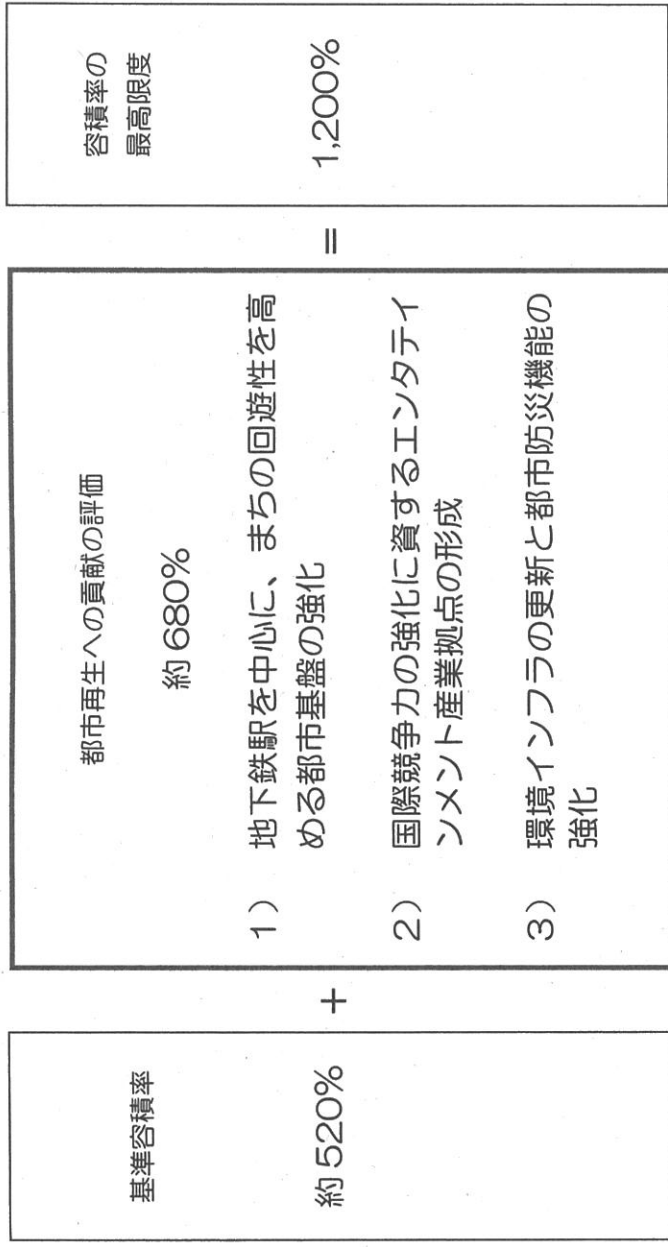 基準容積率
約520%
+
都市再生への貢献の評価
約680%
1) 地下鉄駅を中心に、まちの回遊性を高
める都市基盤の強化
2) 国際競争力の強化に資するエンタテイ
ンメント産業拠点の形成
3) 環境インフラの更新と都市防災機能の
強化
=
容積率の
最高限度
1,200%